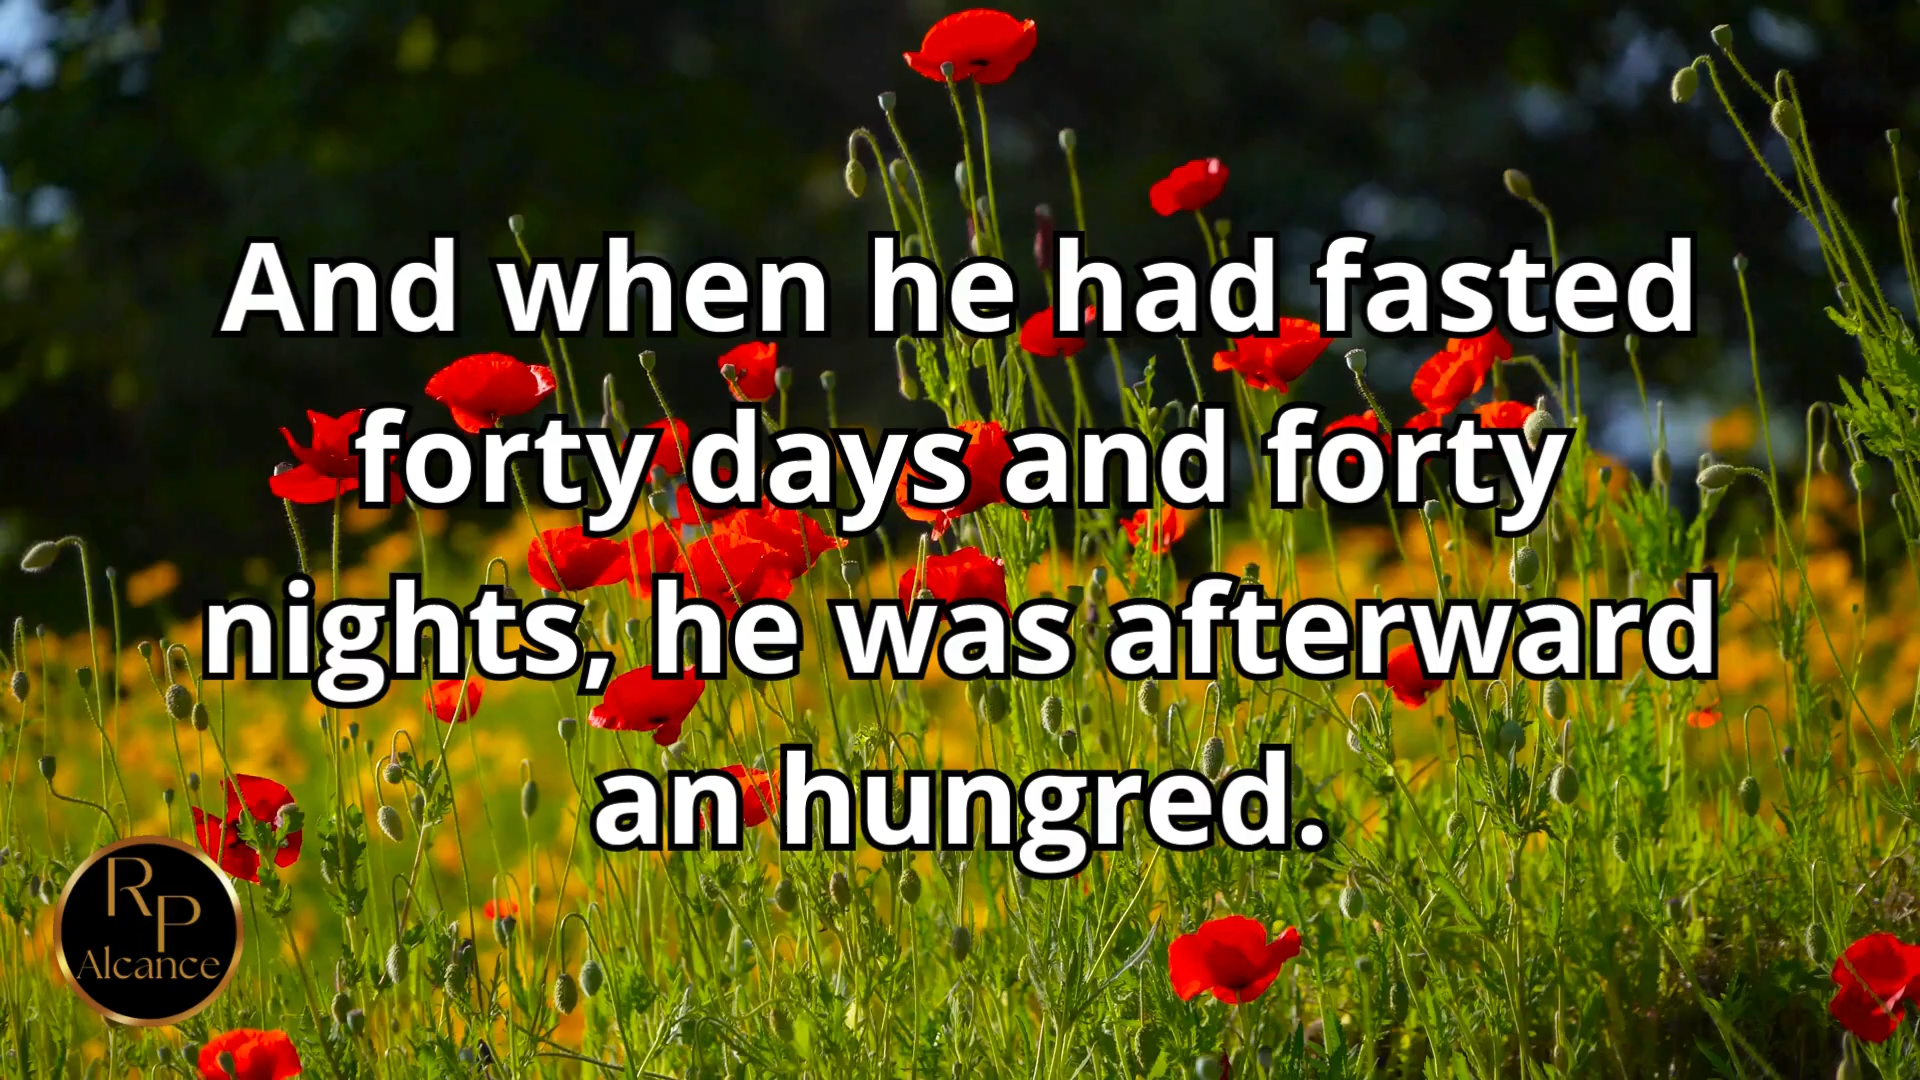 And when he had fasted
forty days and forty
nights, he was afterward
an hungred.
RP
Alcance